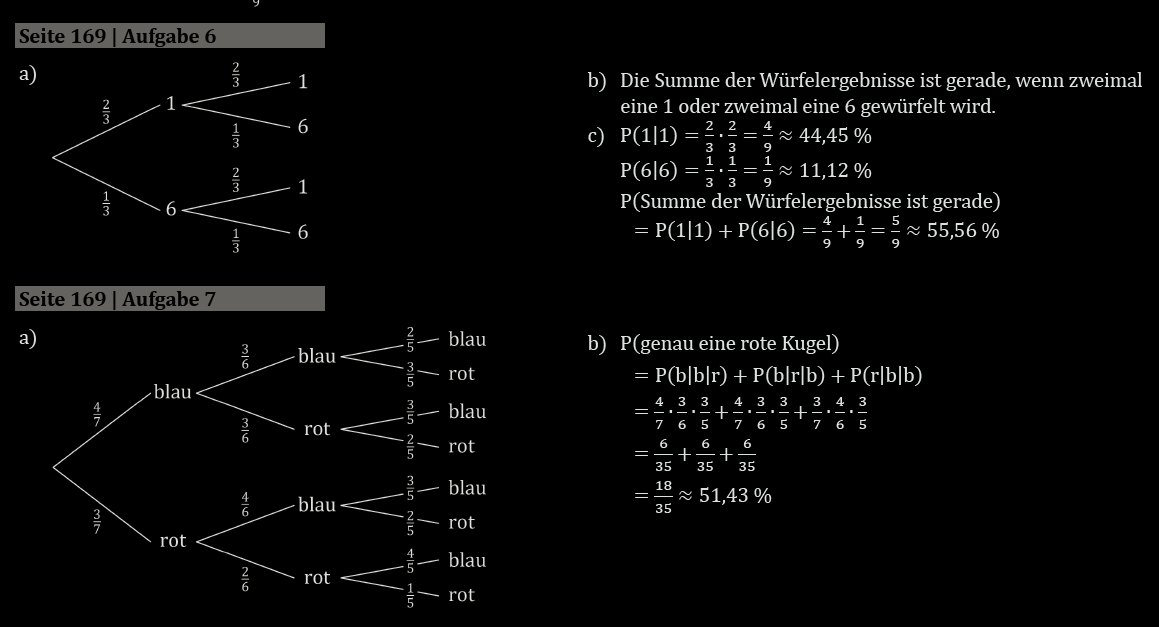 9
Seite 169 | Aufgabe 6
a)
2/3 1 2/3 1
1/3 6
1/3 6 2/3 1
1/3 6
b) Die Summe der Würfelergebnisse ist gerade, wenn zweimal
eine 1 oder zweimal eine 6 gewürfelt wird.
c) P(1|1) = 2/3 · 2/3 = 4/9 ≈ 44,45 %
P(6|6) = 1/3 · 1/3 = 1/9 ≈ 11,12 %
P(Summe der Würfelergebnisse ist gerade)
= P(1|1) + P(6|6) = 4/9 + 1/9 = 5/9 ≈ 55,56 %
Seite 169 | Aufgabe 7
a)
4/7 blau 3/6 blau 2/5 blau
3/5 rot
3/6 rot 3/5 blau
2/5 rot
3/7 rot 4/6 blau 3/5 blau
2/5 rot
2/6 rot 4/5 blau
1/5 rot
b) P(genau eine rote Kugel)
= P(b|b|r) + P(b|r|b) + P(r|b|b)
= 4/7 · 3/6 · 3/5 + 4/7 · 3/6 · 3/5 + 3/7 · 4/6 · 3/5
= 6/35 + 6/35 + 6/35
= 18/35 ≈ 51,43 %